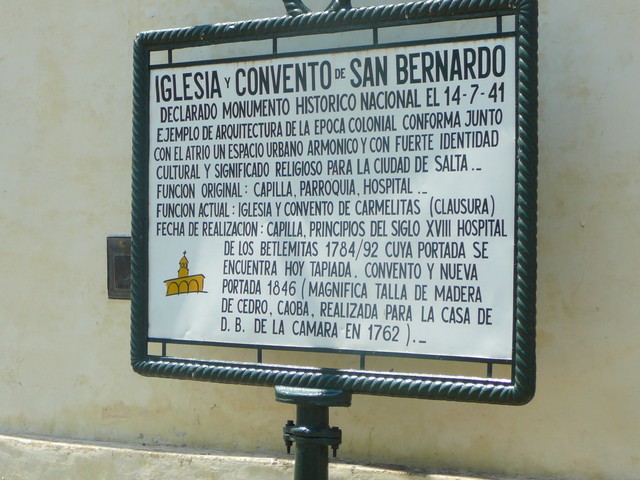 IGLESIA Y CONVENTO DE SAN BERNARDO
DECLARADO MONUMENTO HISTORICO NACIONAL EL 14-7-41
EJEMPLO DE ARQUITECTURA DE LA EPOCA COLONIAL CONFORMA JUNTO
CON EL ATRIO UN ESPACIO URBANO ARMONICO Y CON FUERTE IDENTIDAD
CULTURAL Y SIGNIFICADO RELIGIOSO PARA LA CIUDAD DE SALTA._
FUNCION ORIGINAL: CAPILLA, PARROQUIA, HOSPITAL._
FUNCION ACTUAL: IGLESIA Y CONVENTO DE CARMELITAS (CLAUSURA)
FECHA DE REALIZACION: CAPILLA, PRINCIPIOS DEL SIGLO XVIII HOSPITAL
DE LOS BETLEMITAS 1784/92 CUYA PORTADA SE
ENCUENTRA HOY TAPIADA. CONVENTO Y NUEVA
PORTADA 1846 (MAGNIFICA TALLA DE MADERA
DE CEDRO, CAOBA, REALIZADA PARA LA CASA DE
D. B. DE LA CAMARA EN 1762)._